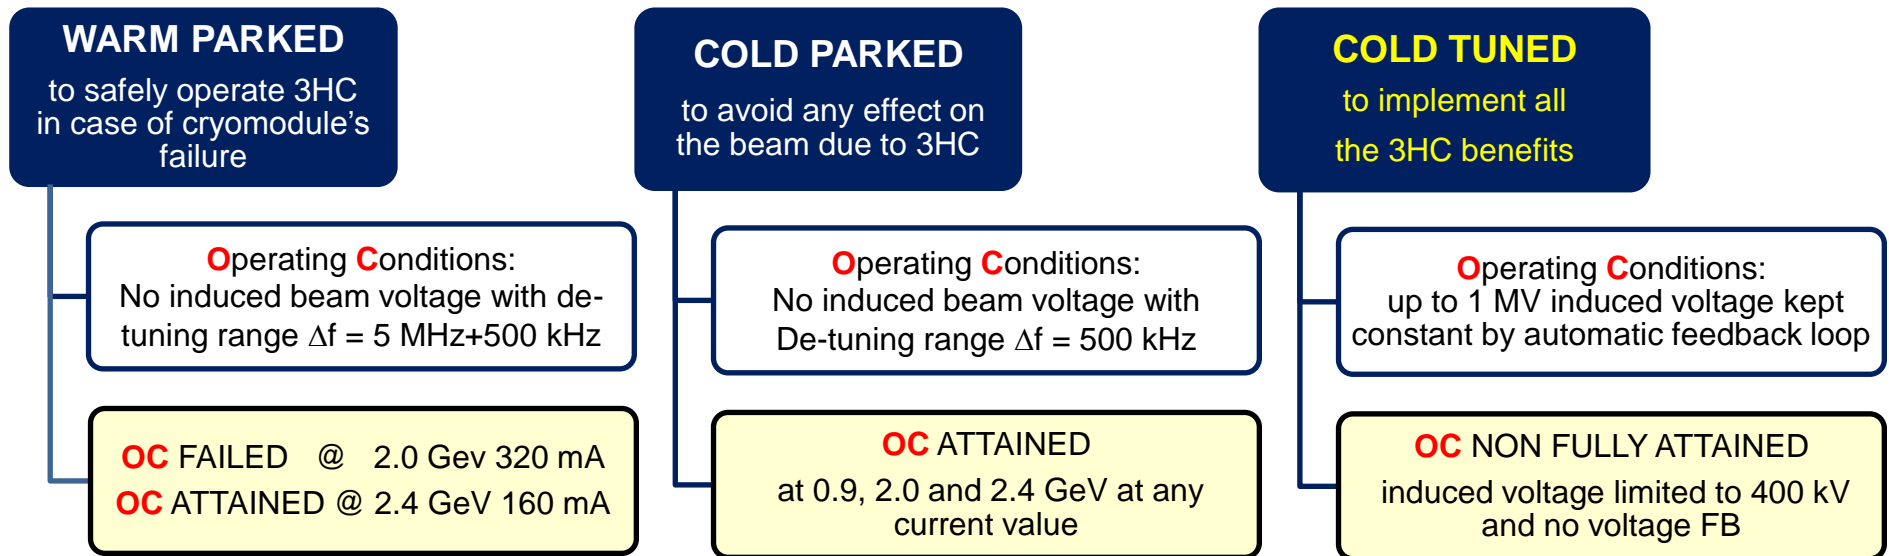 WARM PARKED
to safely operate 3HC
in case of cryomodule's
failure
Operating Conditions:
No induced beam voltage with de-
tuning range Δf = 5 MHz+500 kHz
OC FAILED @ 2.0 Gev 320 mA
OC ATTAINED @ 2.4 GeV 160 mA
COLD PARKED
to avoid any effect on
the beam due to 3HC
Operating Conditions:
No induced beam voltage with
De-tuning range Δf = 500 kHz
OC ATTAINED
at 0.9, 2.0 and 2.4 GeV at any
current value
COLD TUNED
to implement all
the 3HC benefits
Operating Conditions:
up to 1 MV induced voltage kept
constant by automatic feedback loop
OC NON FULLY ATTAINED
induced voltage limited to 400 kV
and no voltage FB